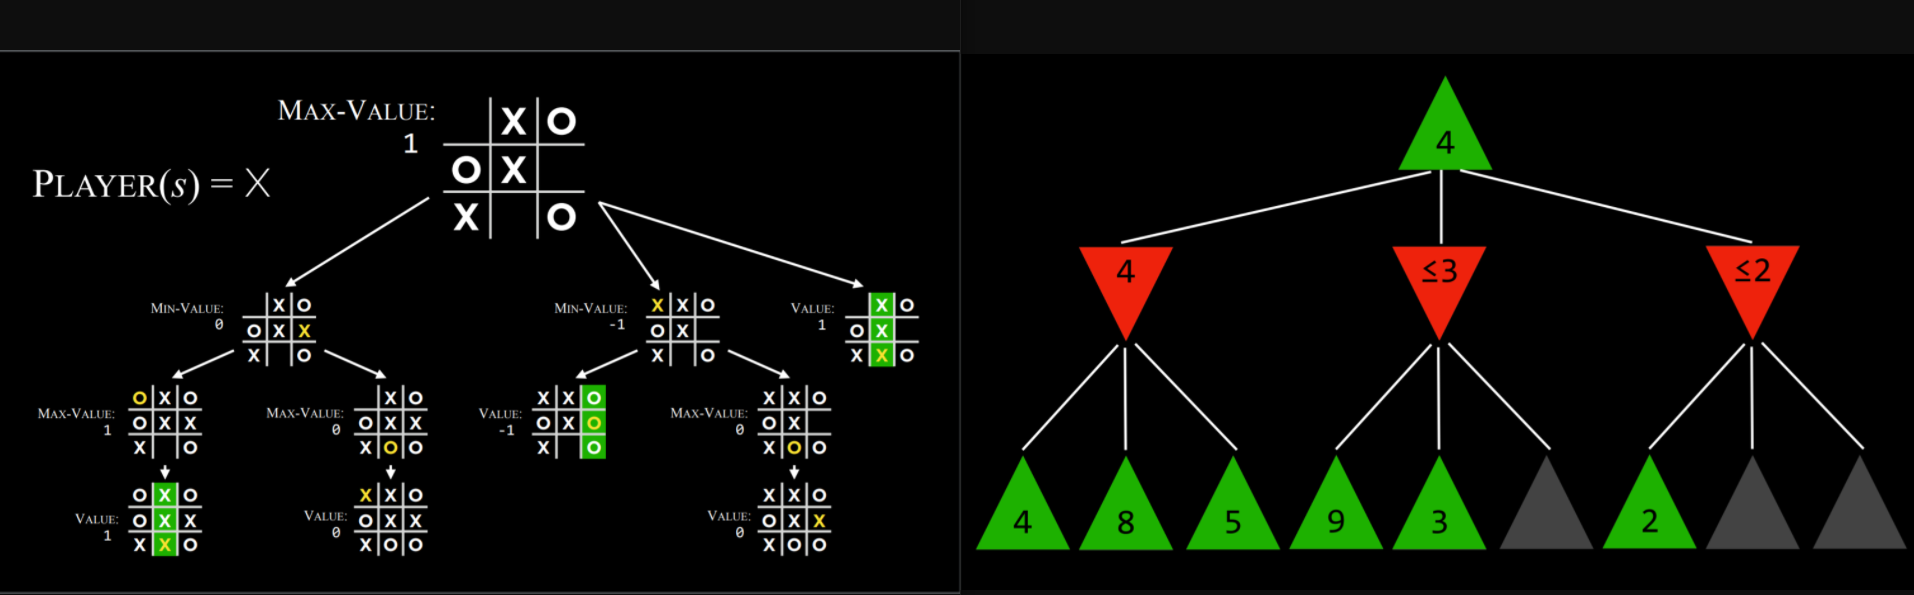 MAX-VALUE:
1
X O
O X
X O
PLAYER(s) = X
MIN-VALUE:
0
X O
O X X
X O
MIN-VALUE:
-1
X X O
O X
X O
VALUE:
1
X O
O X
X X O
MAX-VALUE:
1
O X O
O X X
X O
MAX-VALUE:
0
X O
O X X
X O O
VALUE:
-1
X X O
O X O
X O
MAX-VALUE:
0
X X O
O X
X O O
VALUE:
1
O X O
O X X
X X O
VALUE:
0
X X O
O X X
X O O
VALUE:
0
X X O
O X X
X O O
4
4 ≤3 ≤2
4 8 5 9 3 2